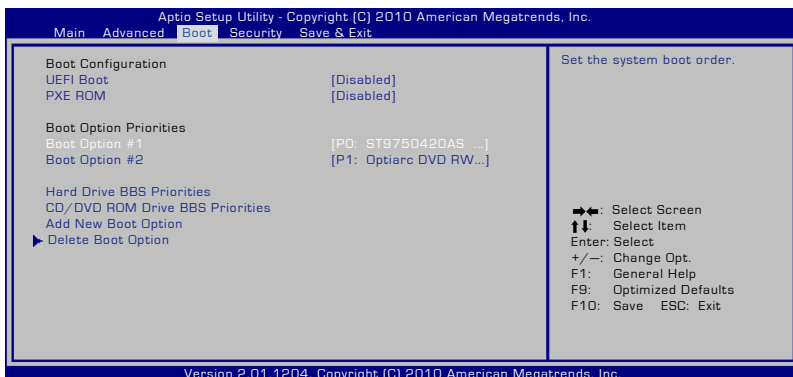 Aptio Setup Utility - Copyright (C) 2010 American Megatrends, Inc.
Main Advanced Boot Security Save & Exit
Boot Configuration
UEFI Boot [Disabled]
PXE ROM [Disabled]
Boot Option Priorities
Boot Option #1 [P0: ST9750420AS ...]
Boot Option #2 [P1: Optiarc DVD RW...]
Hard Drive BBS Priorities
CD/DVD ROM Drive BBS Priorities
Add New Boot Option
Delete Boot Option
Set the system boot order.
→←: Select Screen
↑↓: Select Item
Enter: Select
+/—: Change Opt.
F1: General Help
F9: Optimized Defaults
F10: Save ESC: Exit
Version 2.01.1204. Copyright (C) 2010 American Megatrends, Inc.